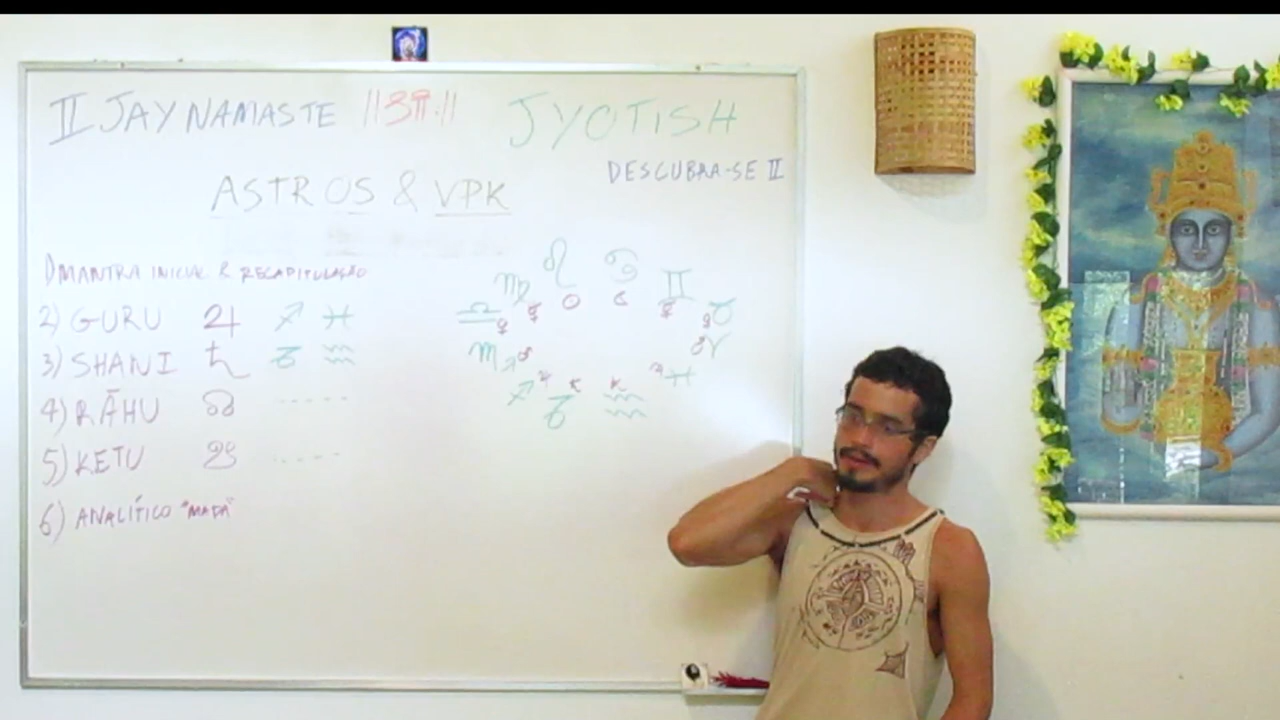 II JAY NAMASTE ||ॐ|| JYOTISH
DESCUBRA-SE II
ASTROS & VPK
1) MANTRA INICIAL & RECAPITULAÇÃO
2) GURU ♃ ♐ ♓
3) SHANI ♄ ♑ ♒
4) RĀHU ☊ ......
5) KETU ☋ ......
6) ANALÍTICO "MAPA"
♌ ♋
♍ ☉ ☾ ♊
♎ ♀ ☿ ☿ ♀ ♉
♏ ♂ ♂ ♈
♐ ♃ ♄ ♄ ♃ ♓
♑ ♒